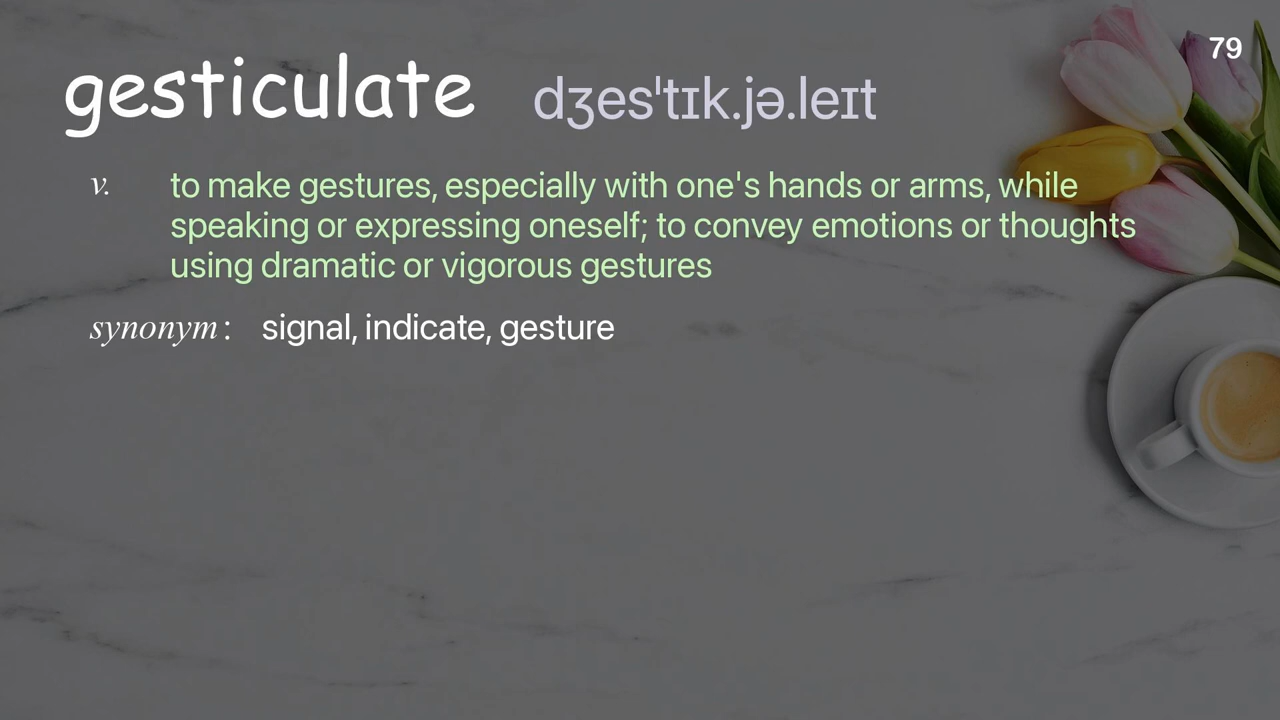 79
gesticulate dʒesˈtɪk.jə.leɪt
v. to make gestures, especially with one's hands or arms, while
speaking or expressing oneself; to convey emotions or thoughts
using dramatic or vigorous gestures
synonym: signal, indicate, gesture